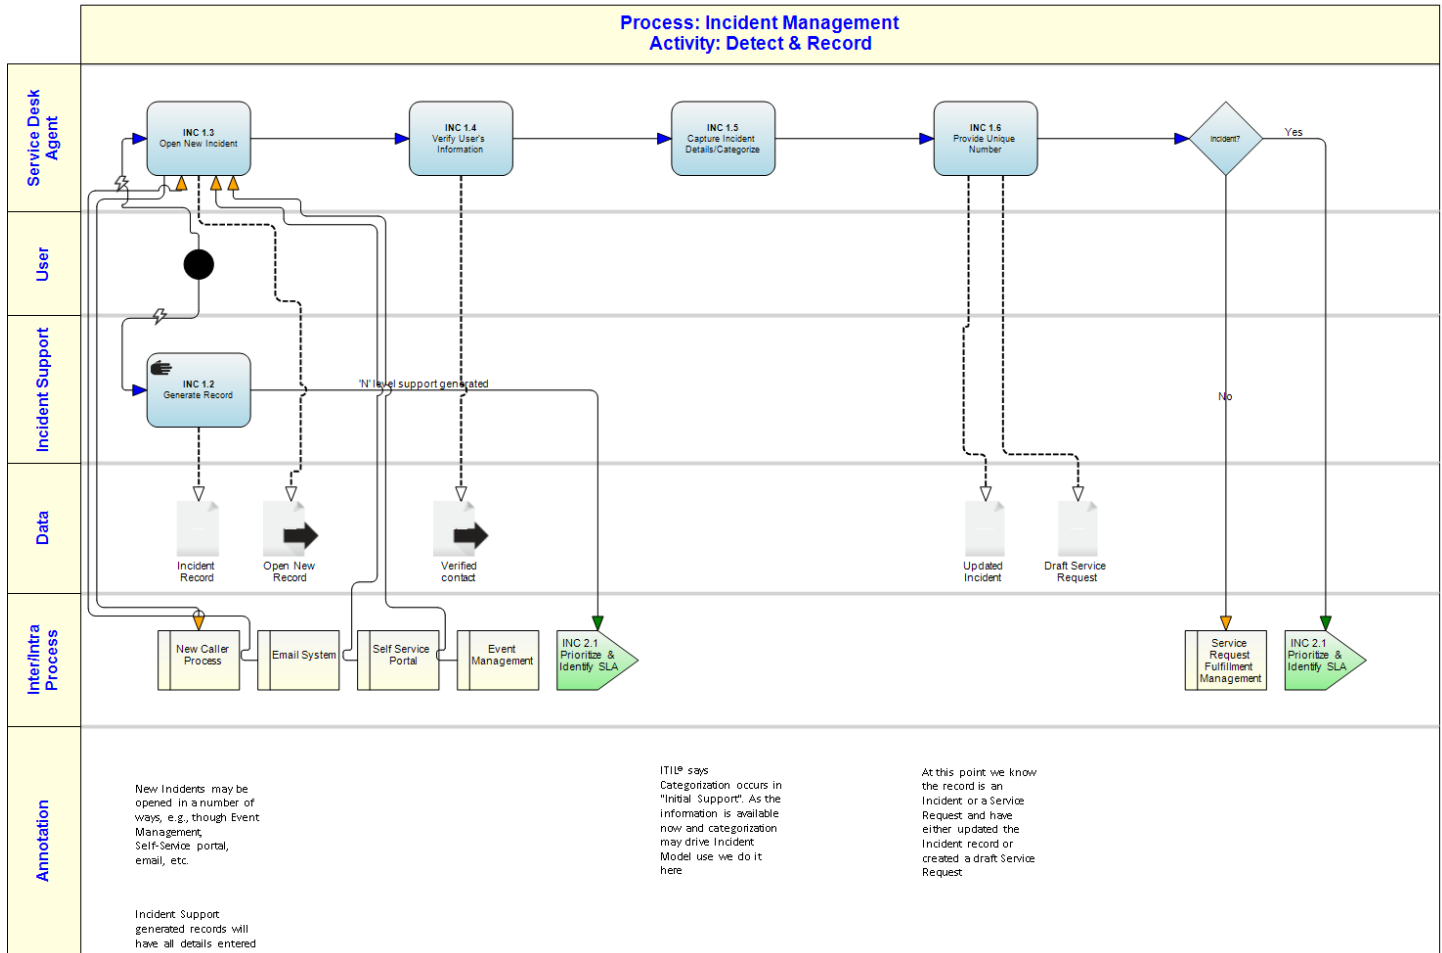 Process: Incident Management
Activity: Detect & Record
Service Desk
Agent
INC 1.3
Open New Incident
INC 1.4
Verify User's
Information
INC 1.5
Capture Incident
Details/Categorize
INC 1.6
Provide Unique
Number
Incident?
Yes
User
Incident Support
INC 1.2
Generate Record
'N' level support generated
No
Data
Incident
Record
Open New
Record
Verified
contact
Updated
Incident
Draft Service
Request
Inter/Intra
Process
New Caller
Process
Email System
Self Service
Portal
Event
Management
INC 2.1
Prioritize &
Identify SLA
Service
Request
Fulfillment
Management
INC 2.1
Prioritize &
Identify SLA
Annotation
New Incidents may be
opened in a number of
ways, e.g., though Event
Management,
Self-Service portal,
email, etc.
Incident Support
generated records will
have all details entered
ITIL® says
Categorization occurs in
"Initial Support". As the
information is available
now and categorization
may drive Incident
Model use we do it
here
At this point we know
the record is an
Incident or a Service
Request and have
either updated the
Incident record or
created a draft Service
Request